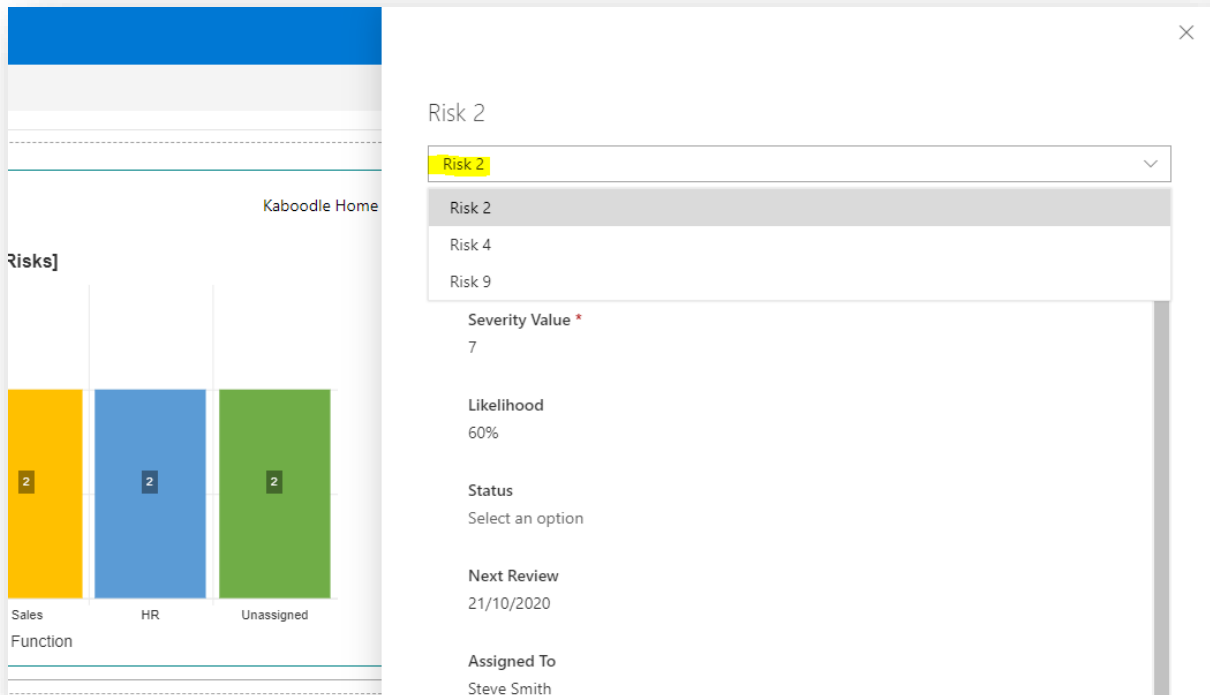 Risk 2
Risk 2
Risk 2
Risk 4
Risk 9
Severity Value *
7
Likelihood
60%
Status
Select an option
Next Review
21/10/2020
Assigned To
Steve Smith
Kaboodle Home
Risks]
2 2 2
Sales HR Unassigned
Function